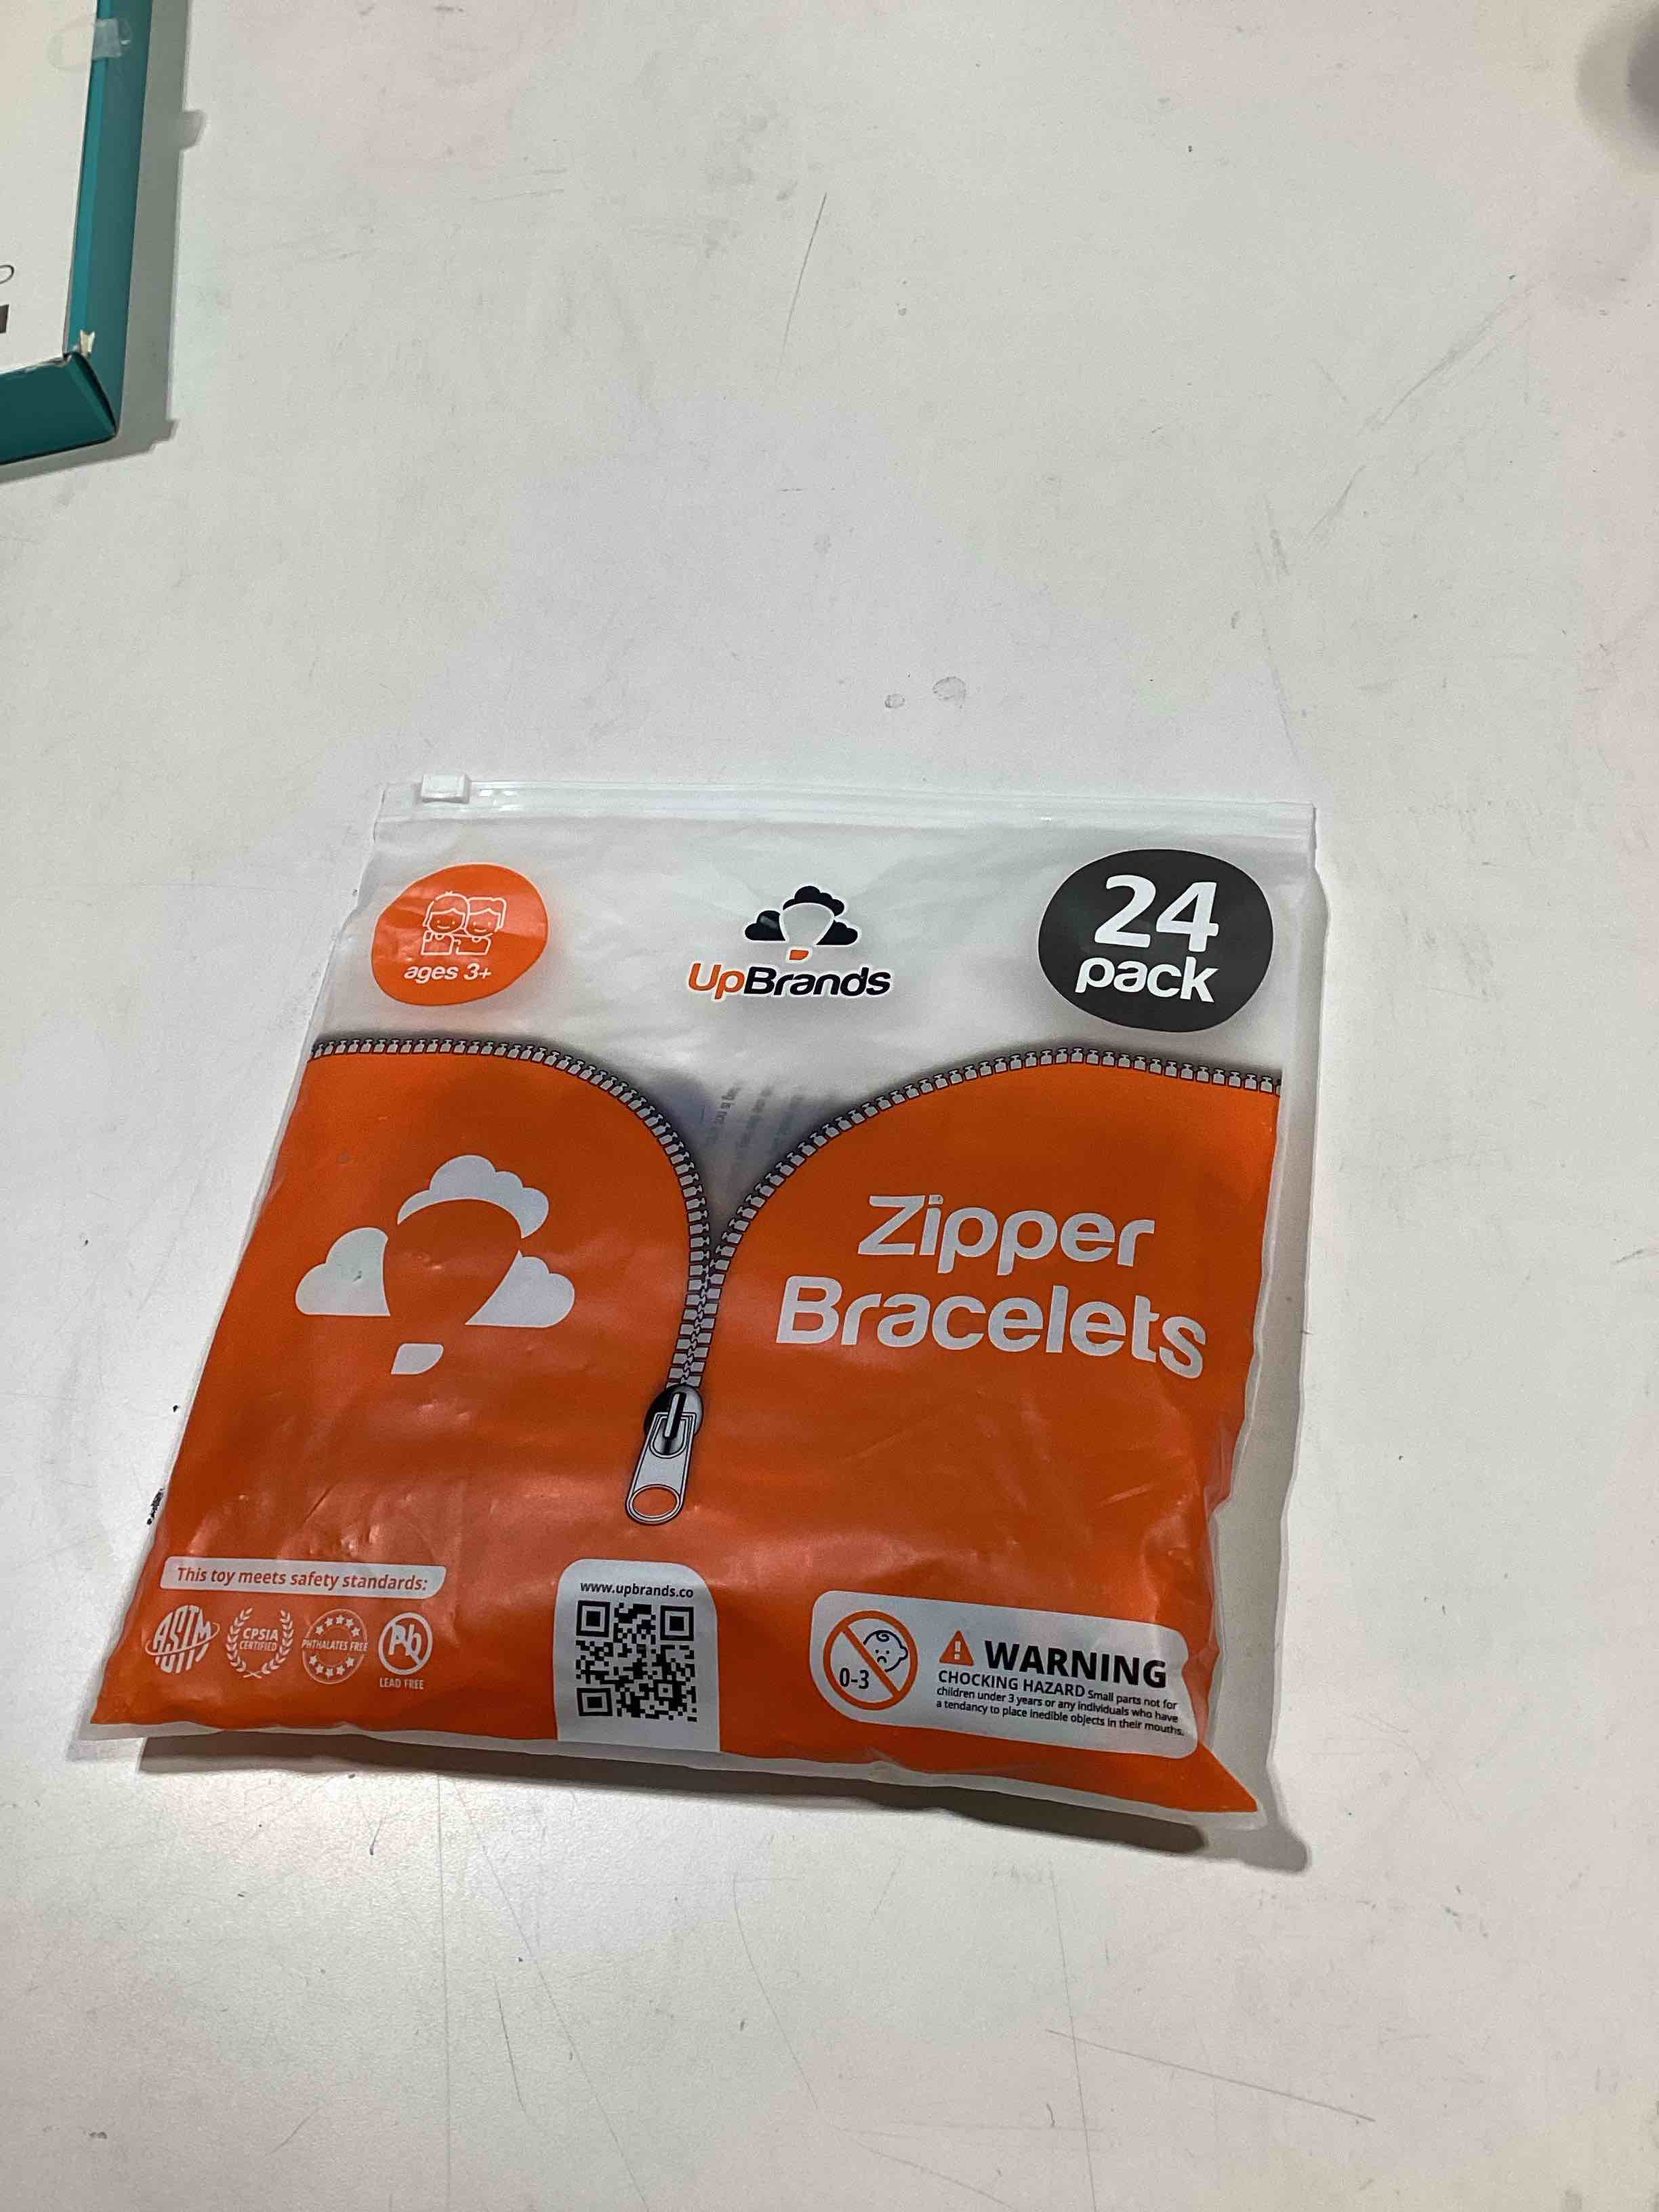 ages 3+
UpBrands
24
pack
Zipper
Bracelets
This toy meets safety standards:
ASTM
CPSIA
CERTIFIED
PHTHALATES FREE
Pb
LEAD FREE
www.upbrands.co
0-3
WARNING
CHOCKING HAZARD Small parts not for
children under 3 years or any individuals who have
a tendancy to place inedible objects in their mouths.